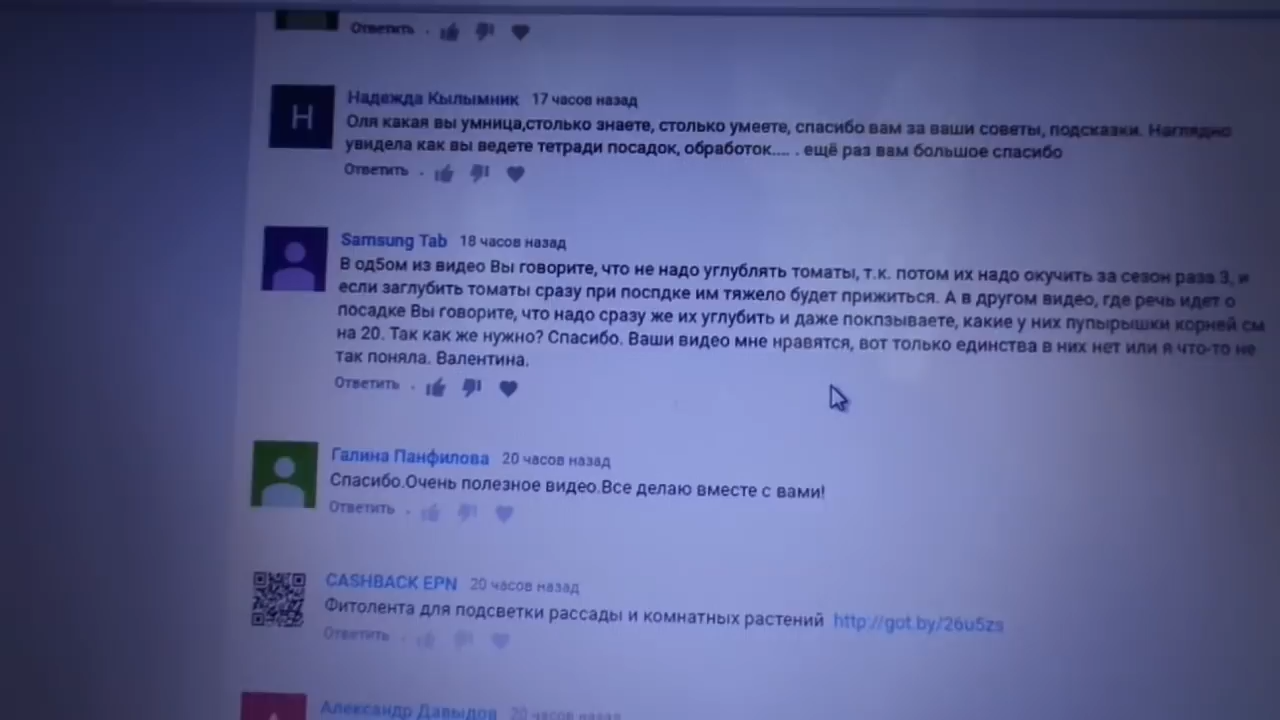 Ответить
H
Надежда Кылымник 17 часов назад
Оля какая вы умница,столько знаете, столько умеете, спасибо вам за ваши советы, подсказки. Наглядно
увидела как вы ведете тетради посадок, обработок.... . ещё раз вам большое спасибо
Ответить
Samsung Tab 18 часов назад
В од5ом из видео Вы говорите, что не надо углублять томаты, т.к. потом их надо окучить за сезон раза 3, и
если заглубить томаты сразу при поспдке им тяжело будет прижиться. А в другом видео, где речь идет о
посадке Вы говорите, что надо сразу же их углубить и даже покпзываете, какие у них пупырышки корней см
на 20. Так как же нужно? Спасибо. Ваши видео мне нравятся, вот только единства в них нет или я что-то не
так поняла. Валентина.
Ответить
Галина Панфилова 20 часов назад
Спасибо.Очень полезное видео.Все делаю вместе с вами!
Ответить
CASHBACK EPN 20 часов назад
Фитолента для подсветки рассады и комнатных растений http://got.by/26u5zs
Ответить
Александр Давыдов 20 часов назад